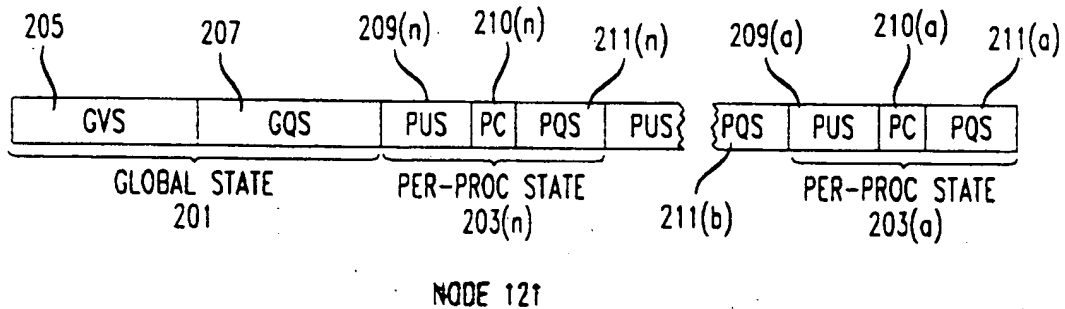 205 207 209(n) 210(n) 211(n) 209(a) 210(a) 211(a)
GVS GQS PUS PC PQS PUS PQS PUS PC PQS
GLOBAL STATE PER-PROC STATE 211(b) PER-PROC STATE
201 203(n) 203(a)
NODE 121